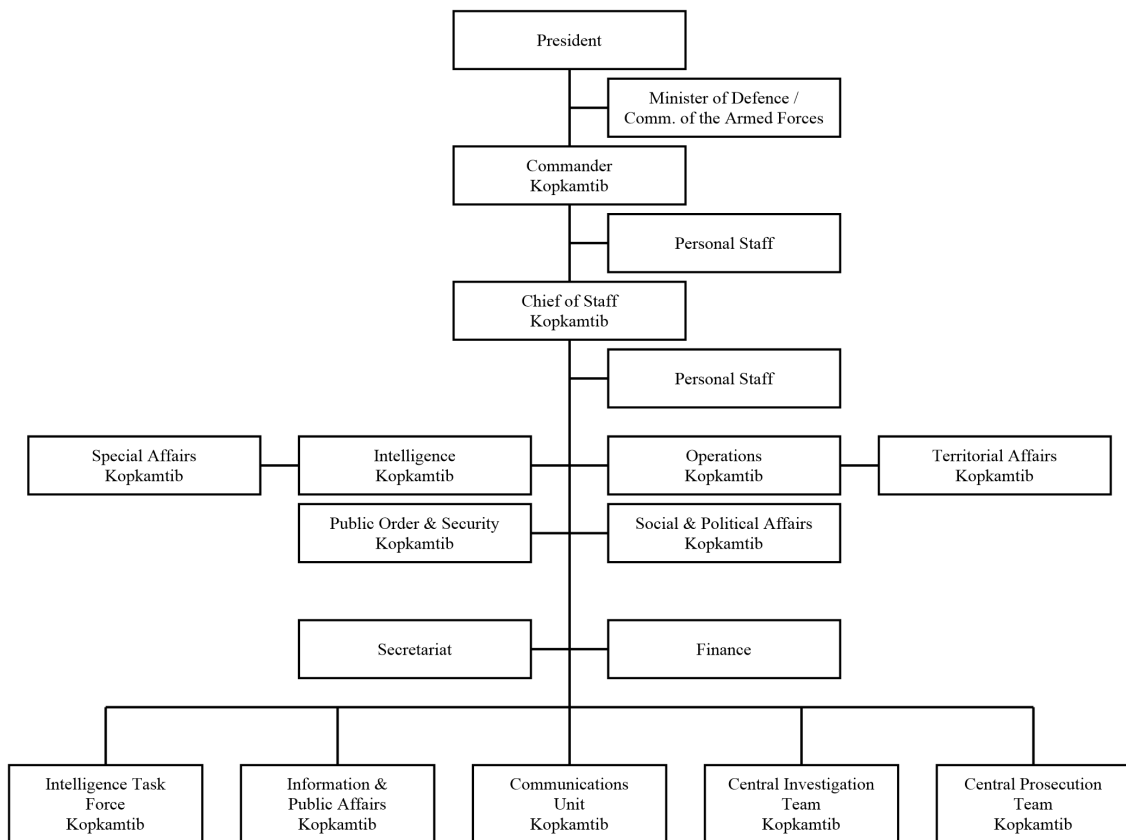 President
Minister of Defence /
Comm. of the Armed Forces
Commander
Kopkamtib
Personal Staff
Chief of Staff
Kopkamtib
Personal Staff
Special Affairs
Kopkamtib
Intelligence
Kopkamtib
Operations
Kopkamtib
Territorial Affairs
Kopkamtib
Public Order & Security
Kopkamtib
Social & Political Affairs
Kopkamtib
Secretariat
Finance
Intelligence Task
Force
Kopkamtib
Information &
Public Affairs
Kopkamtib
Communications
Unit
Kopkamtib
Central Investigation
Team
Kopkamtib
Central Prosecution
Team
Kopkamtib